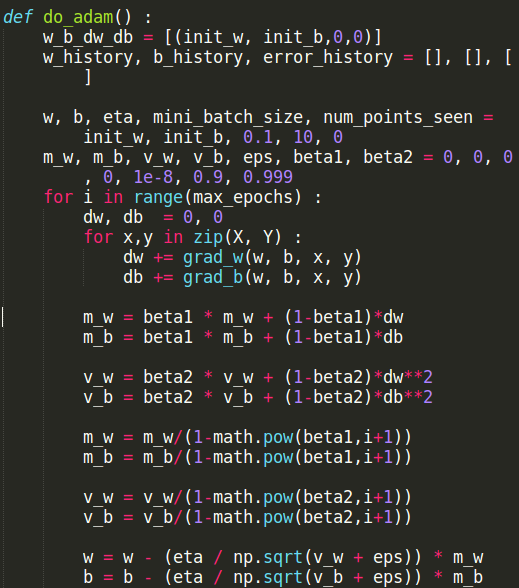 def do_adam() :
    w_b_dw_db = [(init_w, init_b,0,0)]
    w_history, b_history, error_history = [], [], [
        ]

    w, b, eta, mini_batch_size, num_points_seen =
        init_w, init_b, 0.1, 10, 0
    m_w, m_b, v_w, v_b, eps, beta1, beta2 = 0, 0, 0
        , 0, 1e-8, 0.9, 0.999
    for i in range(max_epochs) :
        dw, db  = 0, 0
        for x,y in zip(X, Y) :
            dw += grad_w(w, b, x, y)
            db += grad_b(w, b, x, y)

        m_w = beta1 * m_w + (1-beta1)*dw
        m_b = beta1 * m_b + (1-beta1)*db

        v_w = beta2 * v_w + (1-beta2)*dw**2
        v_b = beta2 * v_b + (1-beta2)*db**2

        m_w = m_w/(1-math.pow(beta1,i+1))
        m_b = m_b/(1-math.pow(beta1,i+1))

        v_w = v_w/(1-math.pow(beta2,i+1))
        v_b = v_b/(1-math.pow(beta2,i+1))

        w = w - (eta / np.sqrt(v_w + eps)) * m_w
        b = b - (eta / np.sqrt(v_b + eps)) * m_b